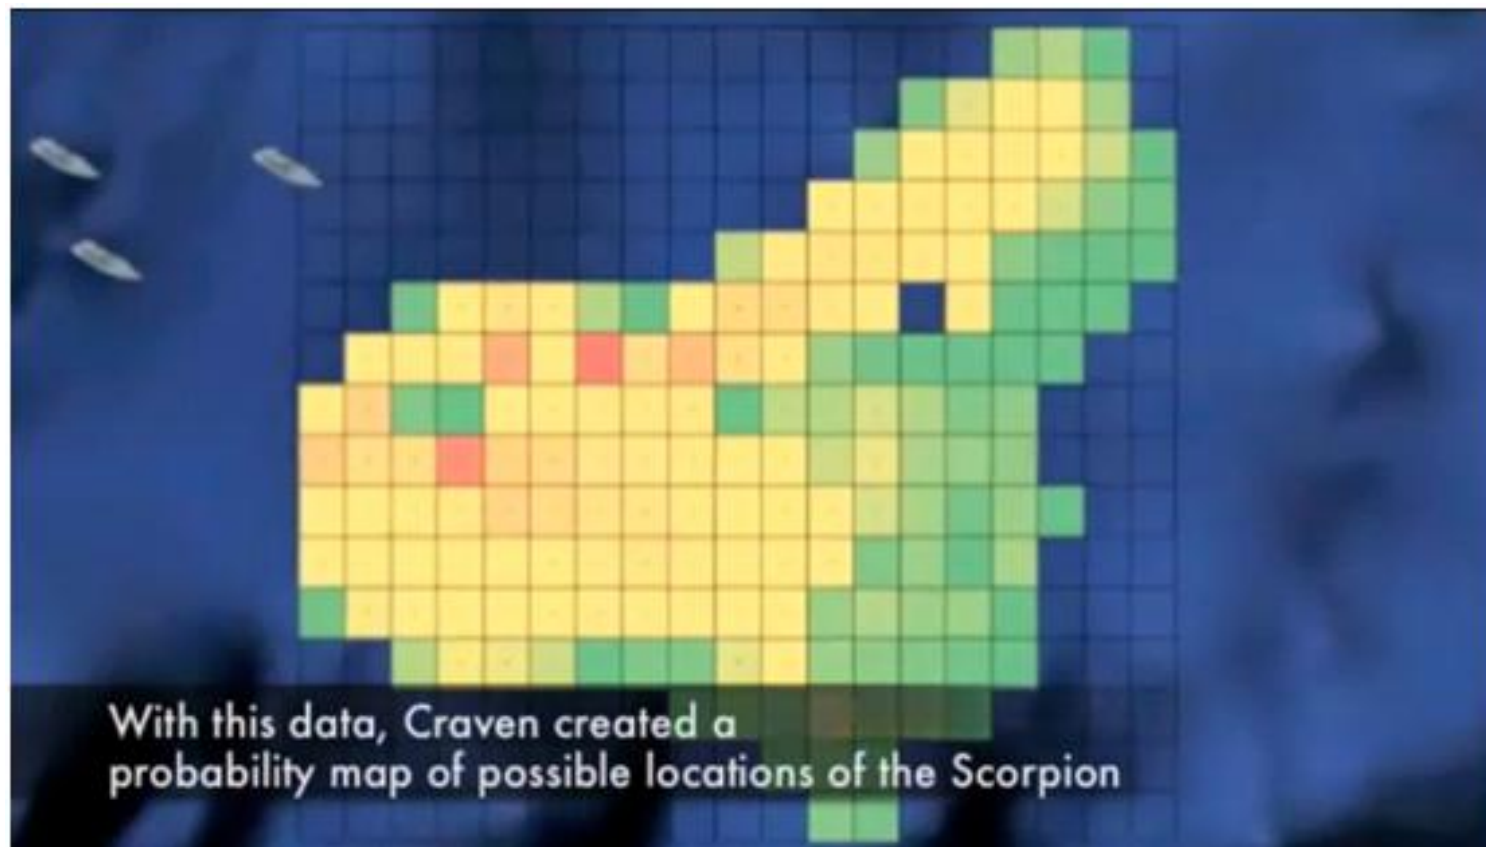 With this data, Craven created a
probability map of possible locations of the Scorpion